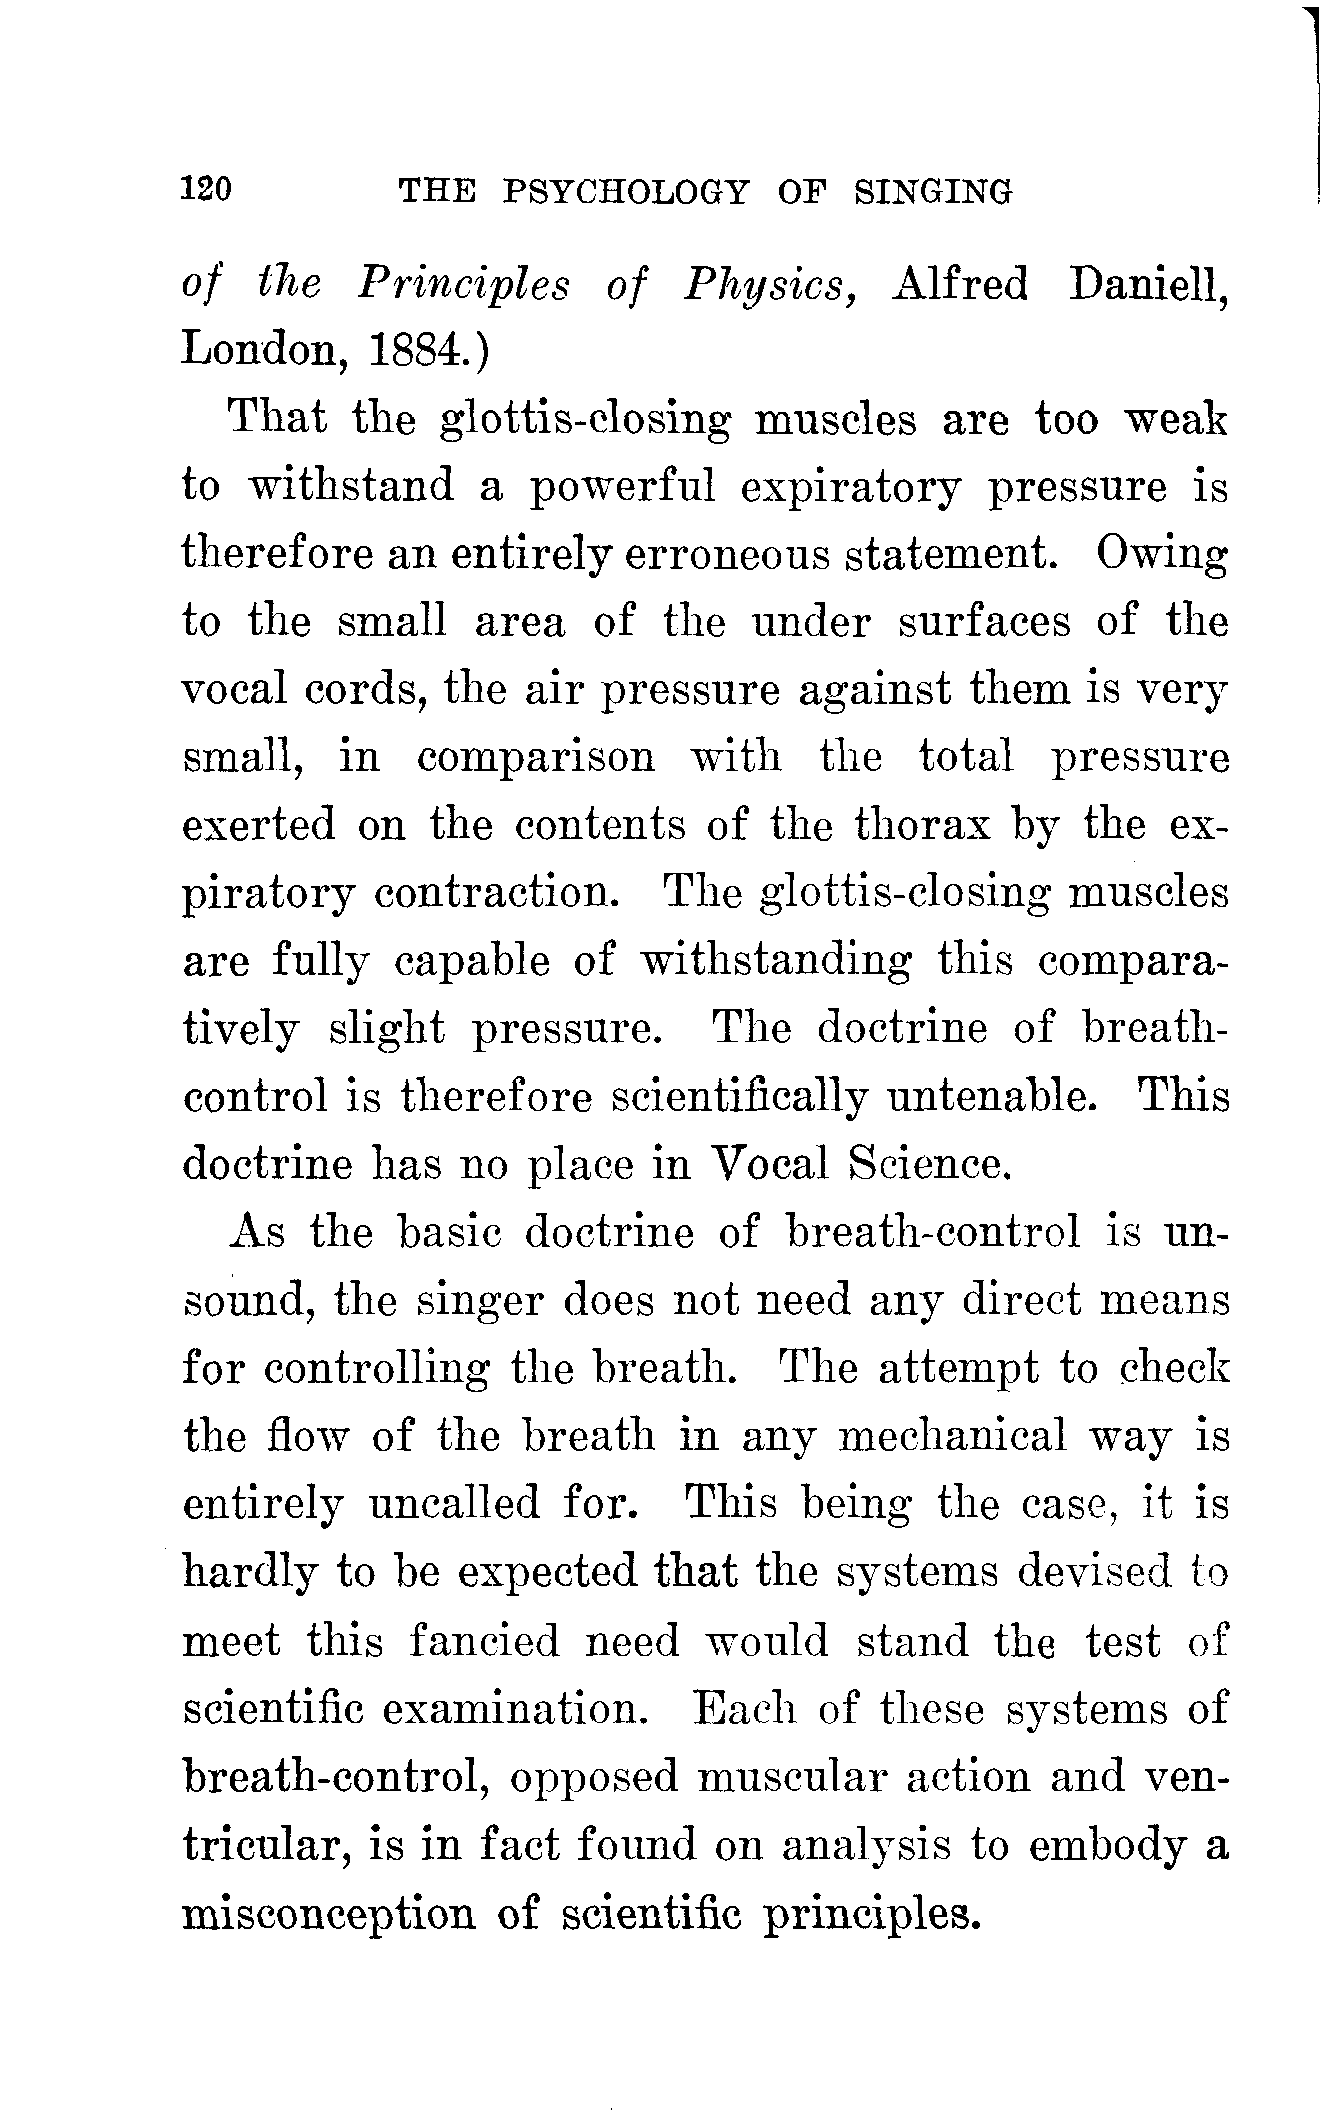 120 THE PSYCHOLOGY OF SINGING
of the Principles of Physics, Alfred Daniell,
London, 1884.)
That the glottis-closing muscles are too weak
to withstand a powerful expiratory pressure is
therefore an entirely erroneous statement. Owing
to the small area of the under surfaces of the
vocal cords, the air pressure against them is very
small, in comparison with the total pressure
exerted on the contents of the thorax by the ex-
piratory contraction. The glottis-closing muscles
are fully capable of withstanding this compara-
tively slight pressure. The doctrine of breath-
control is therefore scientifically untenable. This
doctrine has no place in Vocal Science.
As the basic doctrine of breath-control is un-
sound, the singer does not need any direct means
for controlling the breath. The attempt to check
the flow of the breath in any mechanical way is
entirely uncalled for. This being the case, it is
hardly to be expected that the systems devised to
meet this fancied need would stand the test of
scientific examination. Each of these systems of
breath-control, opposed muscular action and ven-
tricular, is in fact found on analysis to embody a
misconception of scientific principles.